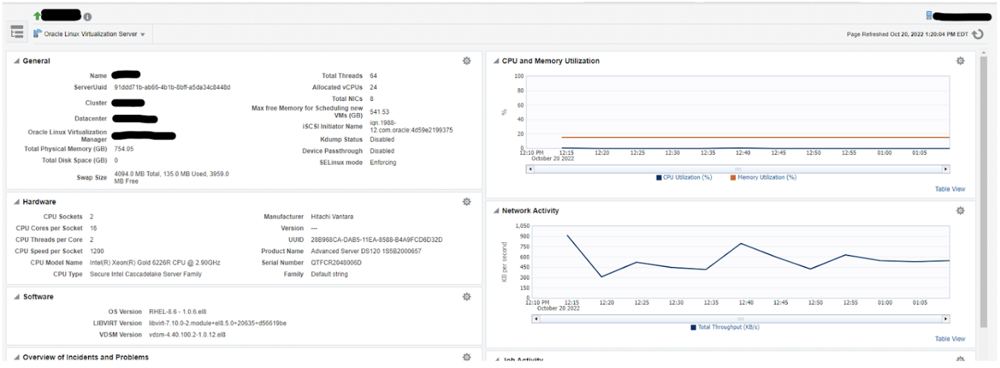 Oracle Linux Virtualization Server
Page Refreshed Oct 20, 2022 1:20:04 PM EDT
General
Name
ServerUuid 91ddd71b-ab66-4b1b-8bff-a5da34c8448d
Cluster
Datacenter
Oracle Linux Virtualization
Manager
Total Physical Memory (GB) 754.05
Total Disk Space (GB) 0
Swap Size 4094.0 MB Total, 135.0 MB Used, 3959.0
MB Free
Total Threads 64
Allocated vCPUs 24
Total NICs 8
Max free Memory for Scheduling new
VMs (GB) 541.53
iSCSI Initiator Name iqn.1988-
12.com.oracle:4d59e2199375
Kdump Status Disabled
Device Passthrough Disabled
SELinux mode Enforcing
Hardware
CPU Sockets 2
CPU Cores per Socket 16
CPU Threads per Core 2
CPU Speed per Socket 1200
CPU Model Name Intel(R) Xeon(R) Gold 6226R CPU @ 2.90GHz
CPU Type Secure Intel Cascadelake Server Family
Manufacturer Hitachi Vantara
Version ---
UUID 28B968CA-DAB5-11EA-8588-B4A9FCD6D32D
Product Name Advanced Server DS120 1S5B2000657
Serial Number QTFCR2048006D
Family Default string
Software
OS Version RHEL-8.6 - 1.0.6.el8
LIBVIRT Version libvirt-7.10.0-2.module+el8.5.0+20635+d56619be
VDSM Version vdsm-4.40.100.2-1.0.12.el8
Overview of Incidents and Problems
CPU and Memory Utilization
100
80
60
40
20
0
%
12:10 PM 12:15 12:20 12:25 12:30 12:35 12:40 12:45 12:50 12:55 01:00 01:05
October 20 2022
CPU Utilization (%) Memory Utilization (%)
Table View
Network Activity
1,050
900
750
600
450
300
150
0
KB per second
12:10 PM 12:15 12:20 12:25 12:30 12:35 12:40 12:45 12:50 12:55 01:00 01:05
October 20 2022
Total Throughput (KB/s)
Table View
Job Activity